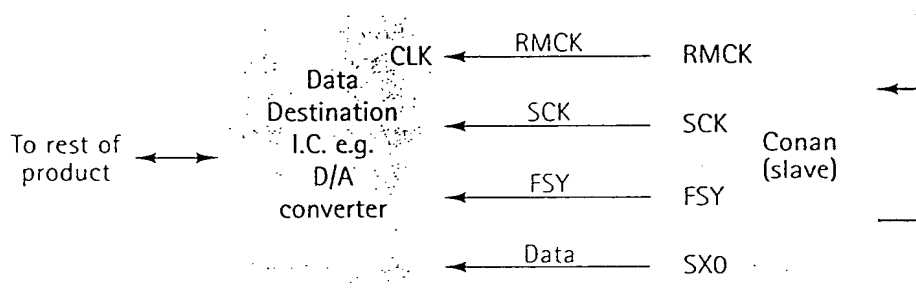 To rest of
product
Data
Destination
I.C. e.g.
D/A
converter
CLK
RMCK
RMCK
SCK
SCK
FSY
FSY
Data
SX0
Conan
(slave)